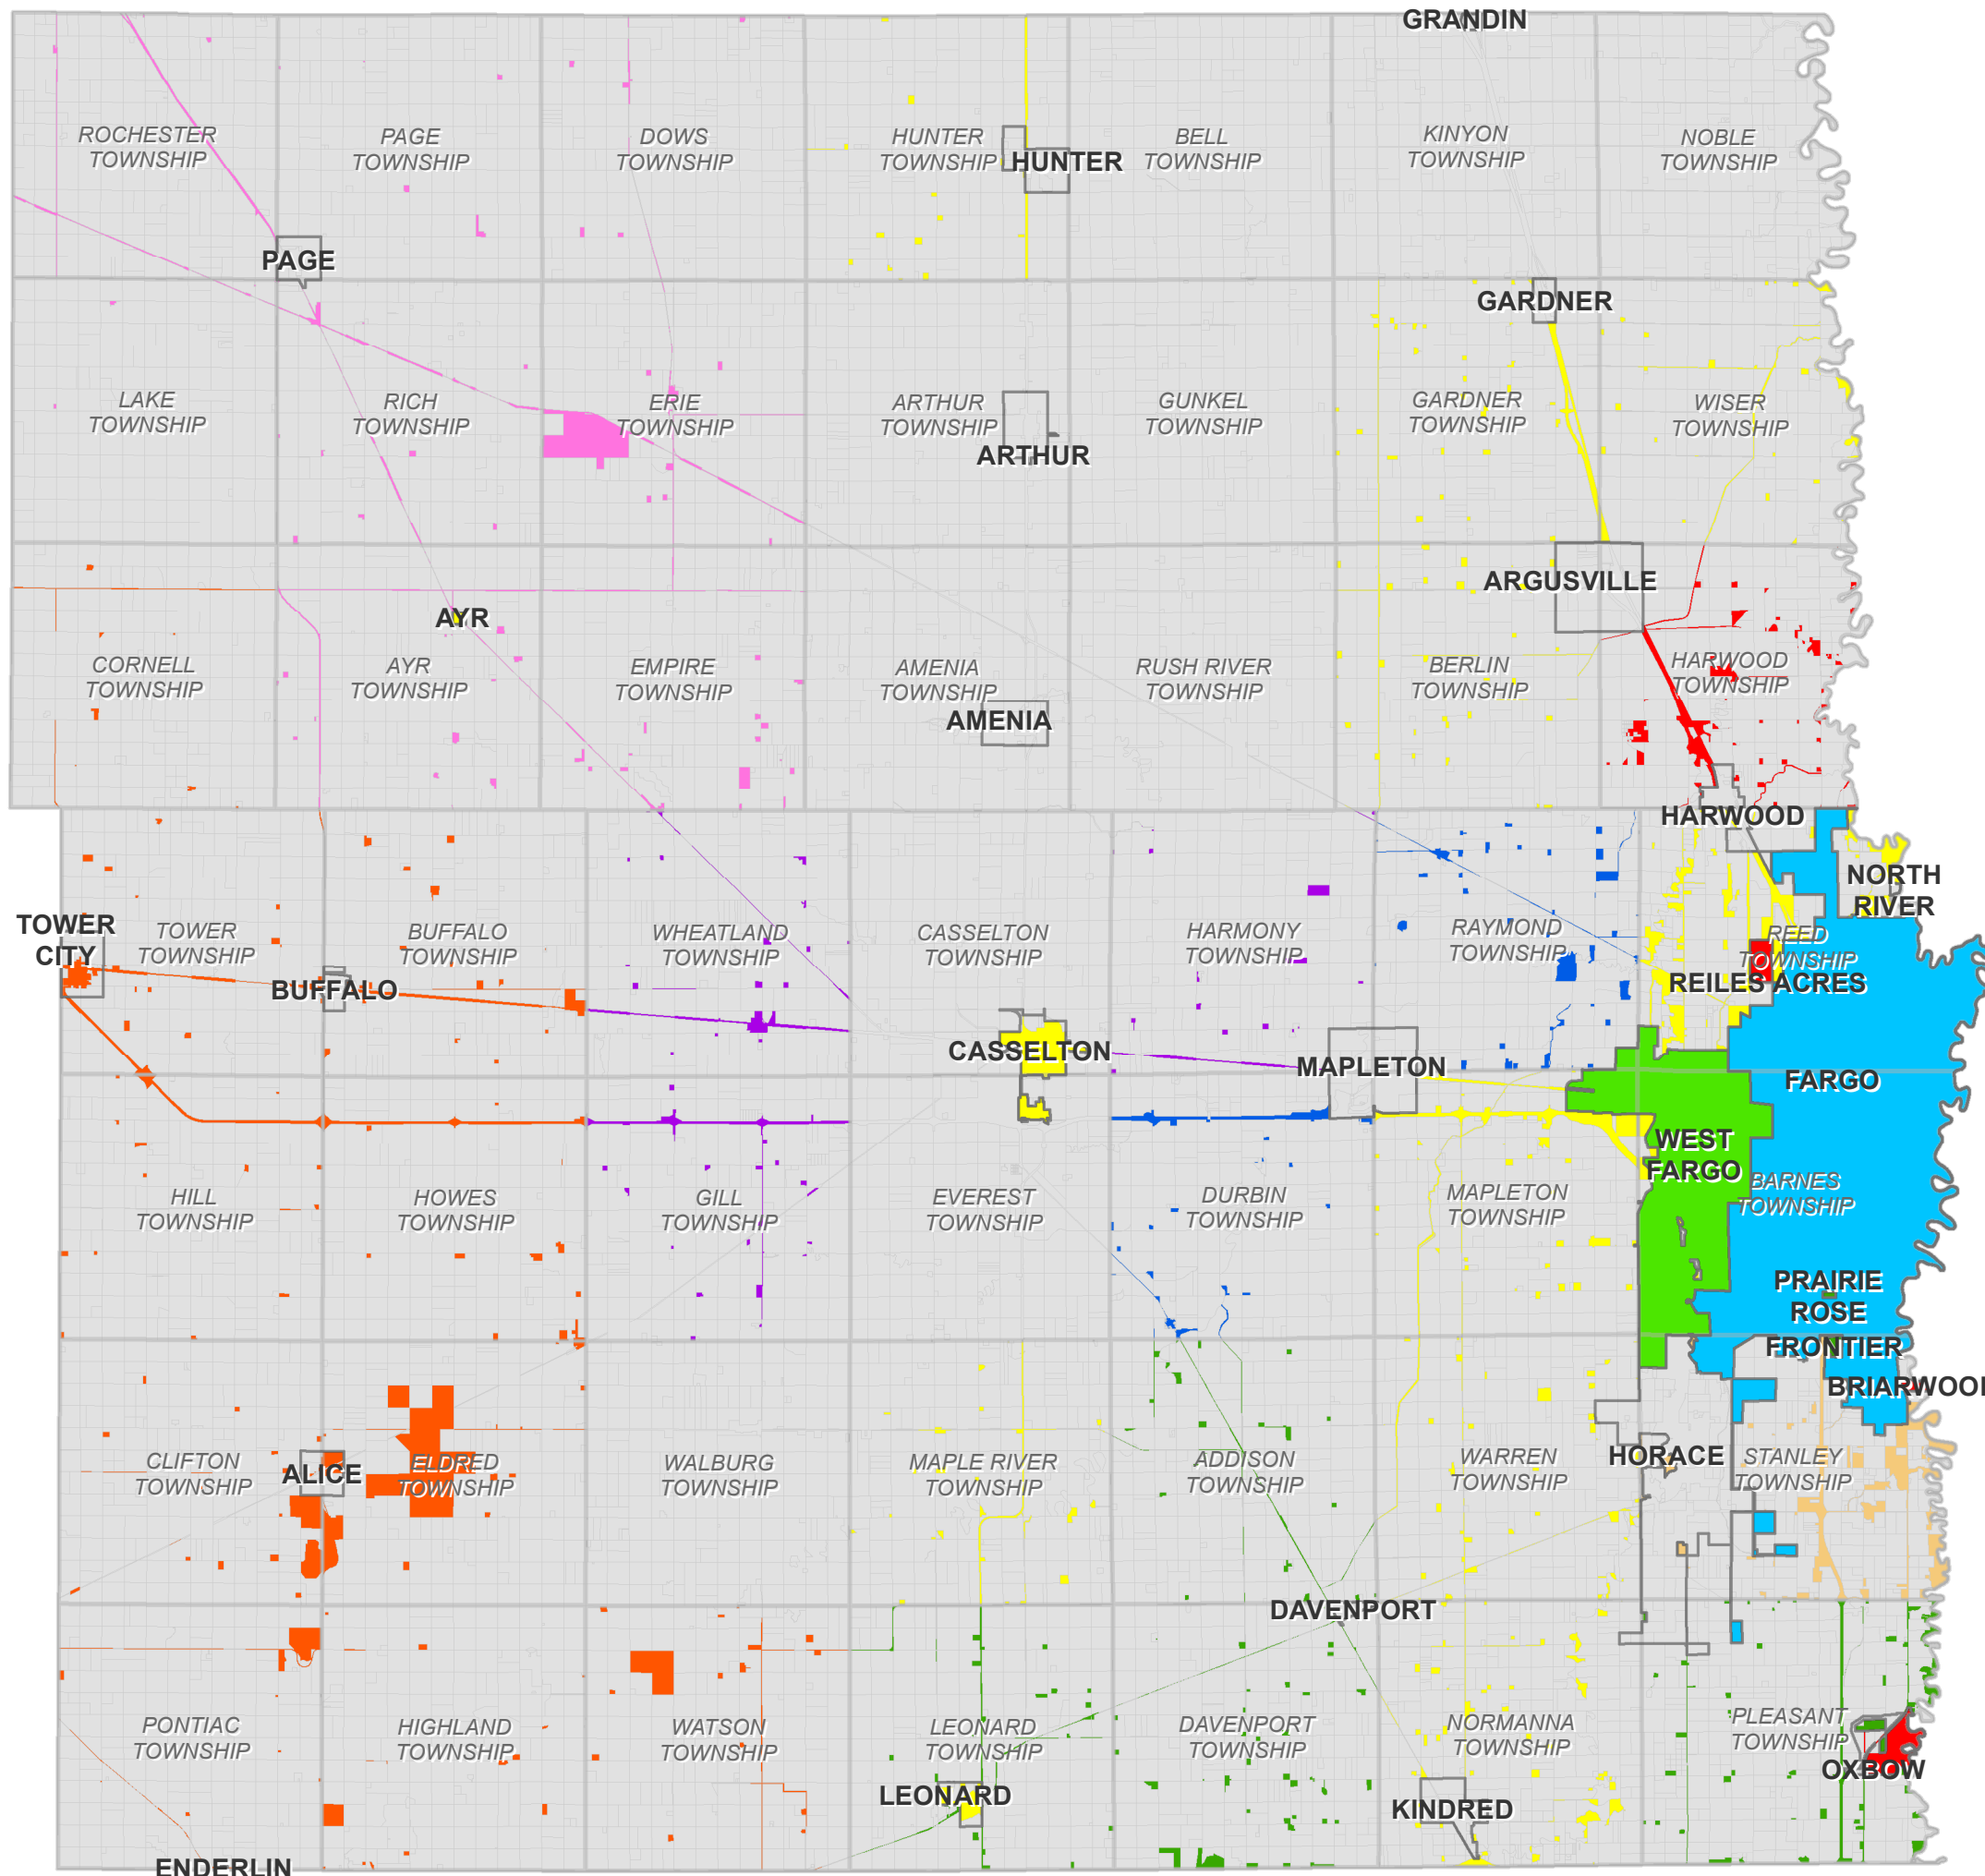 GRANDIN
ROCHESTER
TOWNSHIP
PAGE
TOWNSHIP
DOWS
TOWNSHIP
HUNTER
TOWNSHIP
HUNTER
BELL
TOWNSHIP
KINYON
TOWNSHIP
NOBLE
TOWNSHIP
PAGE
GARDNER
LAKE
TOWNSHIP
RICH
TOWNSHIP
ERIE
TOWNSHIP
ARTHUR
TOWNSHIP
ARTHUR
GUNKEL
TOWNSHIP
GARDNER
TOWNSHIP
WISER
TOWNSHIP
ARGUSVILLE
AYR
CORNELL
TOWNSHIP
AYR
TOWNSHIP
EMPIRE
TOWNSHIP
AMENIA
TOWNSHIP
AMENIA
RUSH RIVER
TOWNSHIP
BERLIN
TOWNSHIP
HARWOOD
TOWNSHIP
HARWOOD
NORTH
RIVER
TOWER
CITY
TOWER
TOWNSHIP
BUFFALO
TOWNSHIP
BUFFALO
WHEATLAND
TOWNSHIP
CASSELTON
TOWNSHIP
HARMONY
TOWNSHIP
RAYMOND
TOWNSHIP
REED
TOWNSHIP
REILES ACRES
CASSELTON
MAPLETON
FARGO
WEST
FARGO
HILL
TOWNSHIP
HOWES
TOWNSHIP
GILL
TOWNSHIP
EVEREST
TOWNSHIP
DURBIN
TOWNSHIP
MAPLETON
TOWNSHIP
BARNES
TOWNSHIP
PRAIRIE
ROSE
FRONTIER
BRIARWOOD
CLIFTON
TOWNSHIP
ALICE
ELDRED
TOWNSHIP
WALBURG
TOWNSHIP
MAPLE RIVER
TOWNSHIP
ADDISON
TOWNSHIP
WARREN
TOWNSHIP
HORACE
STANLEY
TOWNSHIP
DAVENPORT
PONTIAC
TOWNSHIP
HIGHLAND
TOWNSHIP
WATSON
TOWNSHIP
LEONARD
TOWNSHIP
DAVENPORT
TOWNSHIP
NORMANNA
TOWNSHIP
PLEASANT
TOWNSHIP
OXBOW
LEONARD
KINDRED
ENDERLIN